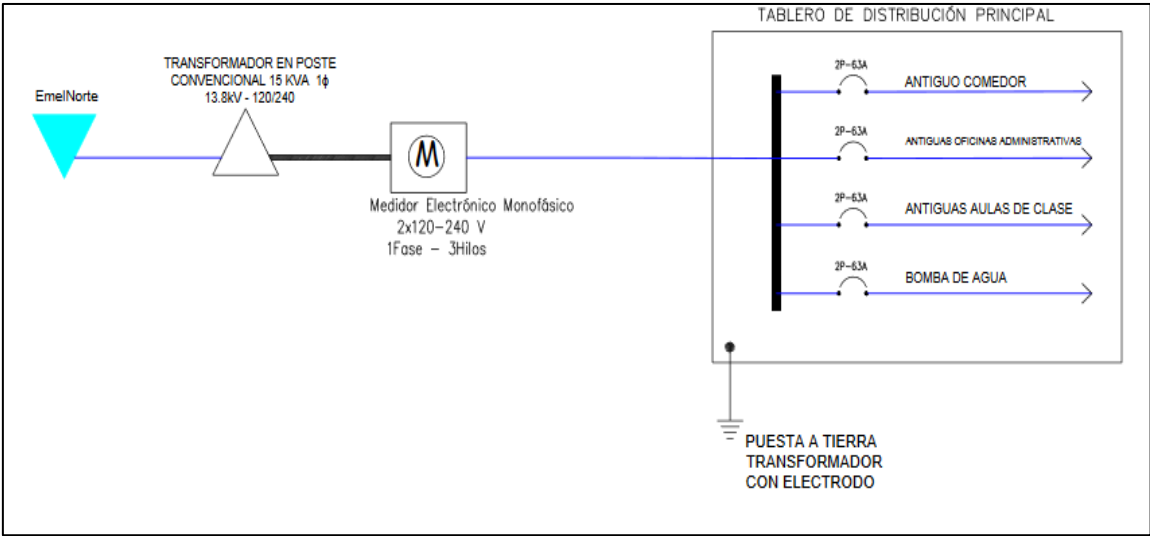 TABLERO DE DISTRIBUCIÓN PRINCIPAL
TRANSFORMADOR EN POSTE
CONVENCIONAL 15 KVA 1ϕ
13.8kV - 120/240
EmelNorte
M
Medidor Electrónico Monofásico
2x120-240 V
1Fase - 3Hilos
2P-63A
ANTIGUO COMEDOR
2P-63A
ANTIGUAS OFICINAS ADMINISTRATIVAS
2P-63A
ANTIGUAS AULAS DE CLASE
2P-63A
BOMBA DE AGUA
PUESTA A TIERRA
TRANSFORMADOR
CON ELECTRODO